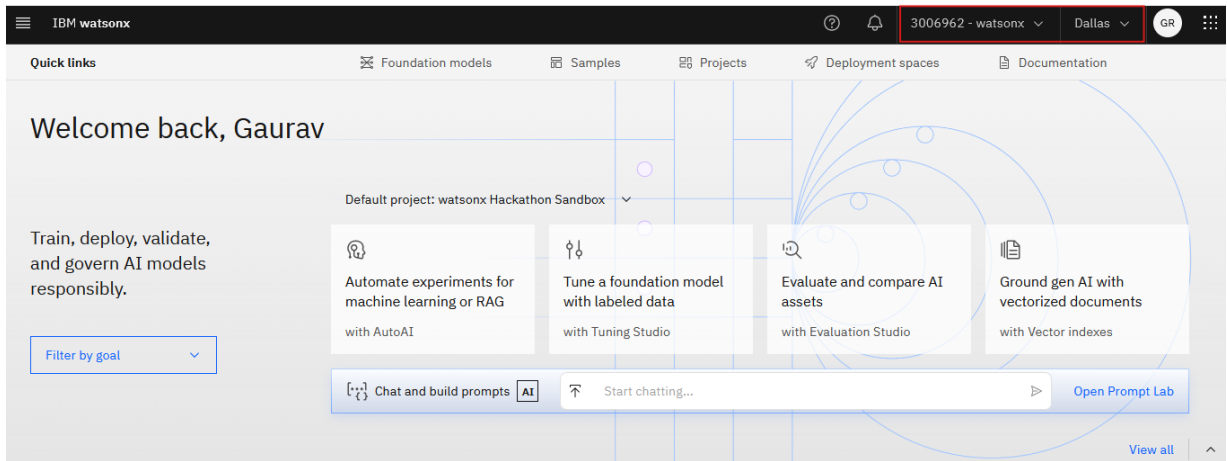 IBM watsonx
3006962 - watsonx
Dallas
GR
Quick links
Foundation models
Samples
Projects
Deployment spaces
Documentation
Welcome back, Gaurav
Default project: watsonx Hackathon Sandbox
Train, deploy, validate,
and govern AI models
responsibly.
Filter by goal
Automate experiments for
machine learning or RAG
with AutoAI
Tune a foundation model
with labeled data
with Tuning Studio
Evaluate and compare AI
assets
with Evaluation Studio
Ground gen AI with
vectorized documents
with Vector indexes
Chat and build prompts AI
Start chatting...
Open Prompt Lab
View all